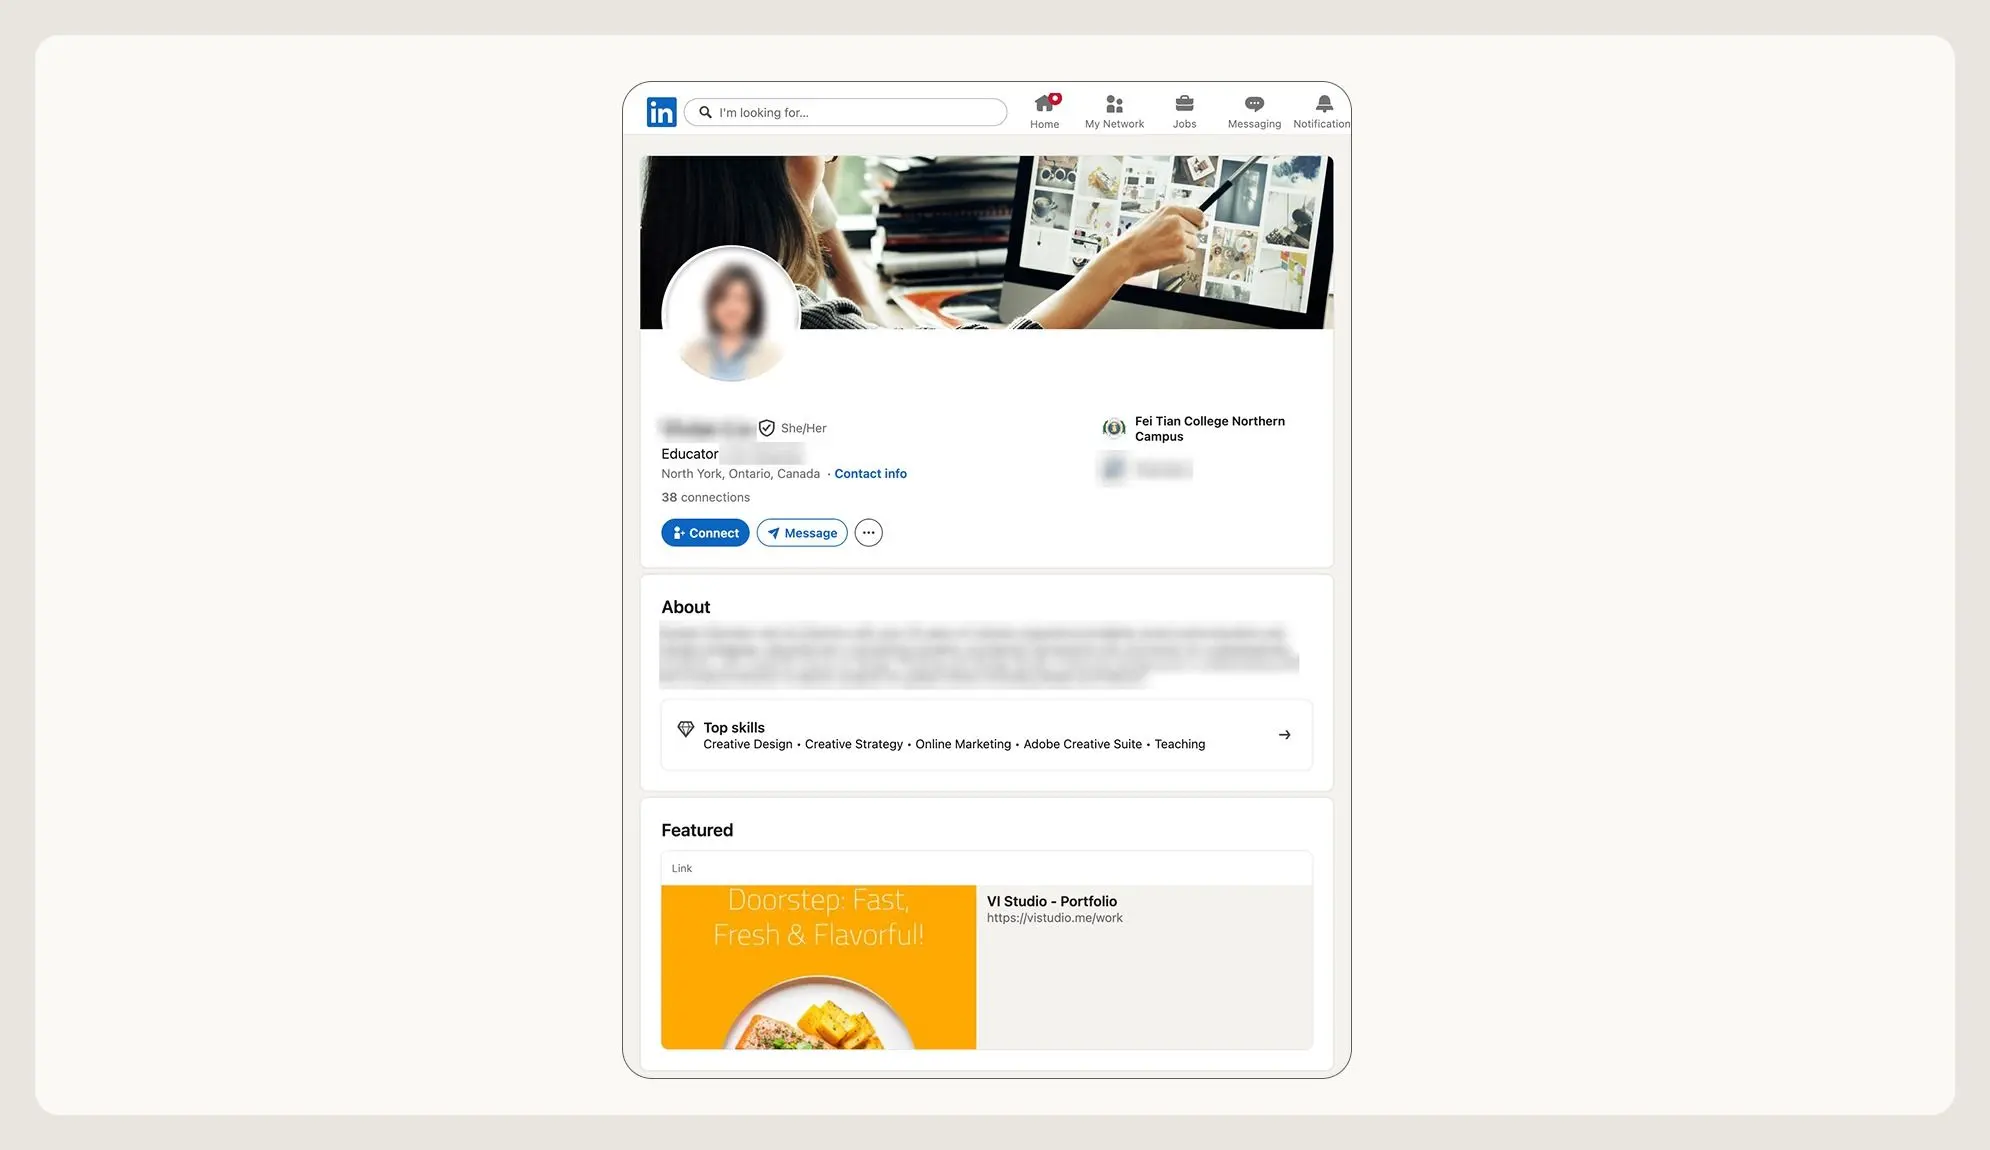 in
I'm looking for...
Home
My Network
Jobs
Messaging
Notification
She/Her
Educator
North York, Ontario, Canada · Contact info
38 connections
Connect
Message
Fei Tian College Northern
Campus
About
Top skills
Creative Design • Creative Strategy • Online Marketing • Adobe Creative Suite • Teaching
Featured
Link
Doorstep: Fast,
Fresh & Flavorful!
VI Studio - Portfolio
https://vistudio.me/work